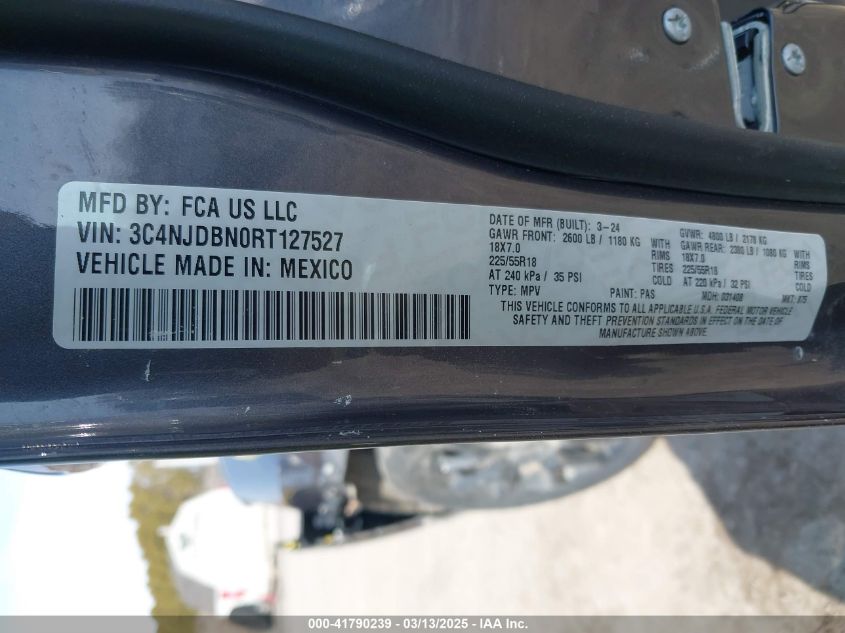 MFD BY: FCA US LLC
VIN: 3C4NJDBN0RT127527
VEHICLE MADE IN: MEXICO
DATE OF MFR (BUILT): 3-24 GVWR: 4800 LB / 2178 KG
GAWR FRONT: 2600 LB / 1180 KG WITH GAWR REAR: 2380 LB / 1080 KG WITH
18X7.0 RIMS 18X7.0 RIMS
225/55R18 TIRES 225/55R18 TIRES
AT 240 kPa / 35 PSI COLD AT 225 kPa / 32 PSI COLD
TYPE: MPV PAINT: PAS MDH: 031408 MKT:
THIS VEHICLE CONFORMS TO ALL APPLICABLE U.S.A. FEDERAL MOTOR VEHICLE
SAFETY AND THEFT PREVENTION STANDARDS IN EFFECT ON THE DATE OF
MANUFACTURE SHOWN ABOVE.
000-41790239 - 03/13/2025 - IAA Inc.